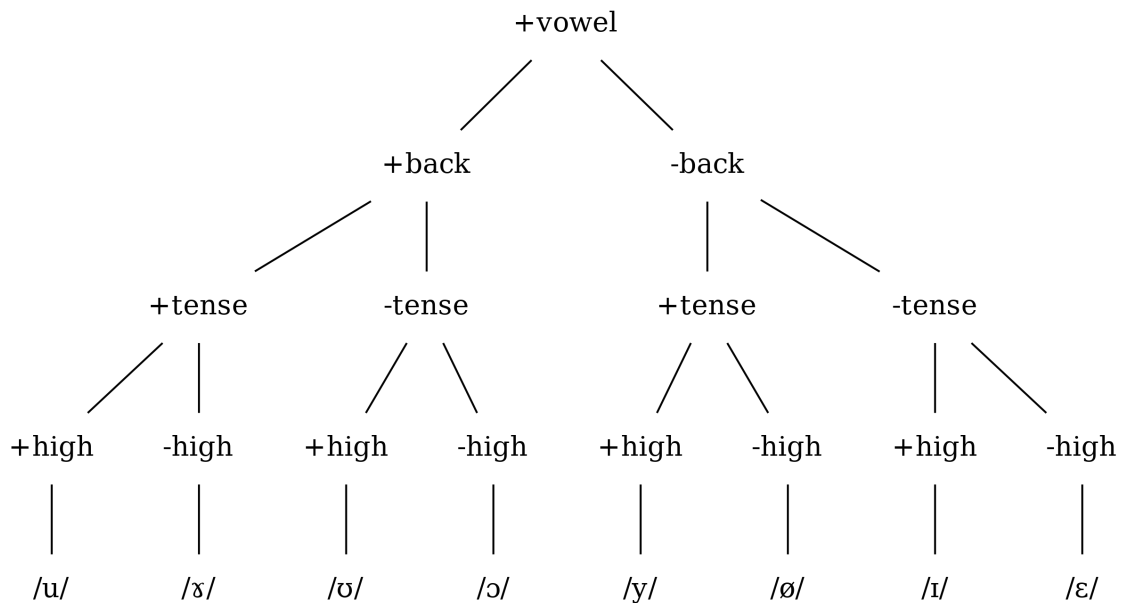 +vowel
+back -back
+tense -tense +tense -tense
+high -high +high -high +high -high +high -high
/u/ /ɤ/ /ʊ/ /ɔ/ /y/ /ø/ /ɪ/ /ɛ/